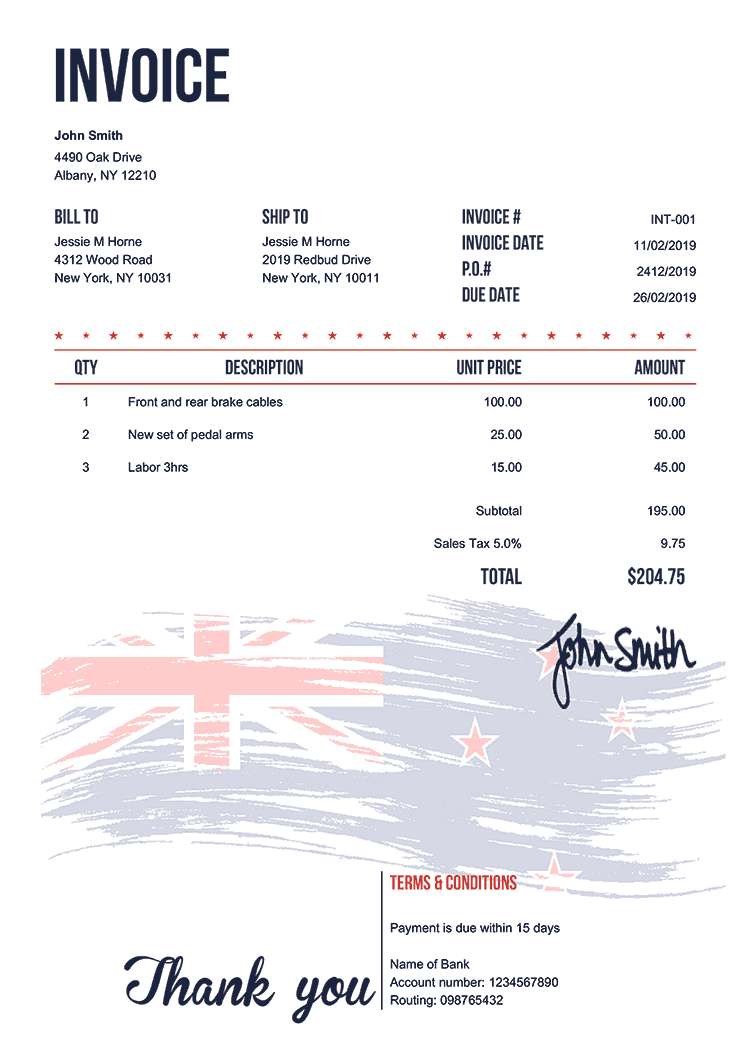 INVOICE
John Smith
4490 Oak Drive
Albany, NY 12210
BILL TO
Jessie M Horne
4312 Wood Road
New York, NY 10031
SHIP TO
Jessie M Horne
2019 Redbud Drive
New York, NY 10011
INVOICE # INT-001
INVOICE DATE 11/02/2019
P.O.# 2412/2019
DUE DATE 26/02/2019
QTY DESCRIPTION UNIT PRICE AMOUNT
1 Front and rear brake cables 100.00 100.00
2 New set of pedal arms 25.00 50.00
3 Labor 3hrs 15.00 45.00
Subtotal 195.00
Sales Tax 5.0% 9.75
TOTAL $204.75
John Smith
TERMS & CONDITIONS
Payment is due within 15 days
Name of Bank
Account number: 1234567890
Routing: 098765432
Thank you